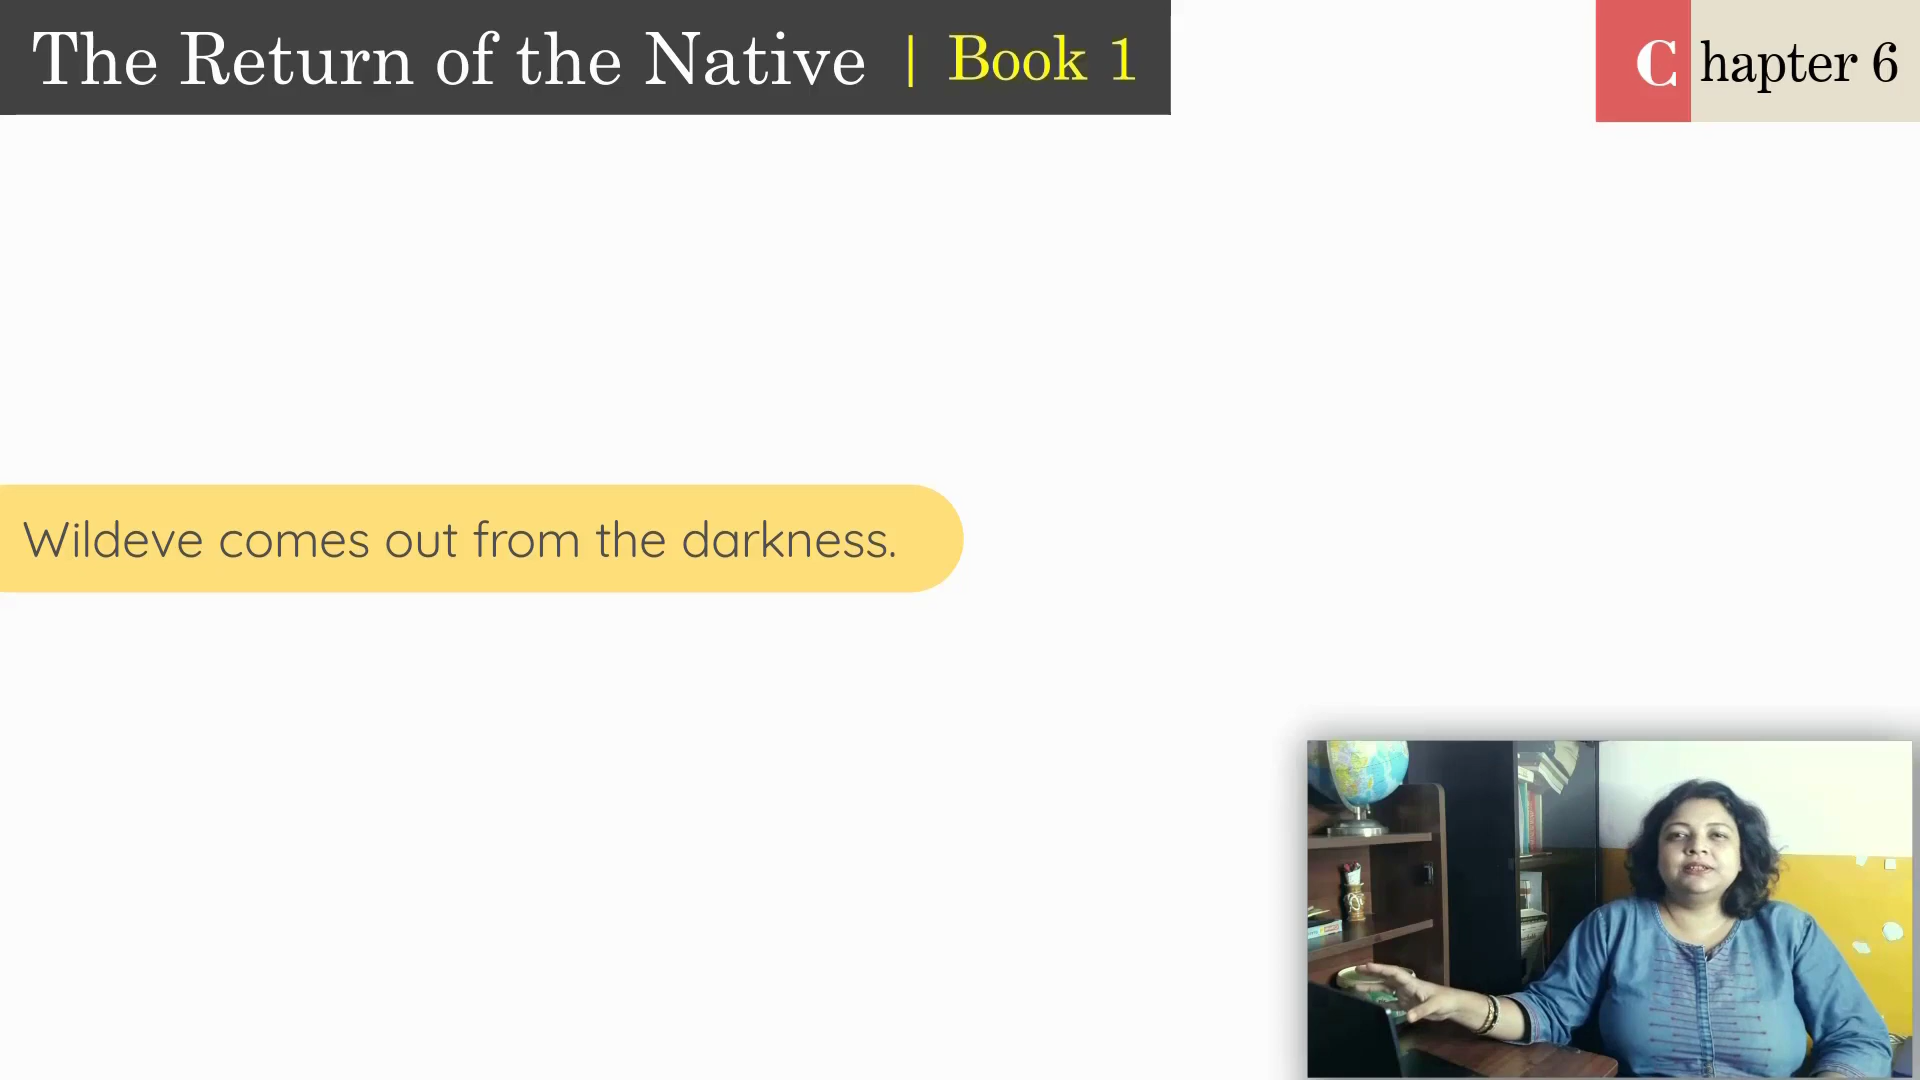 The Return of the Native | Book 1
Chapter 6
Wildeve comes out from the darkness.